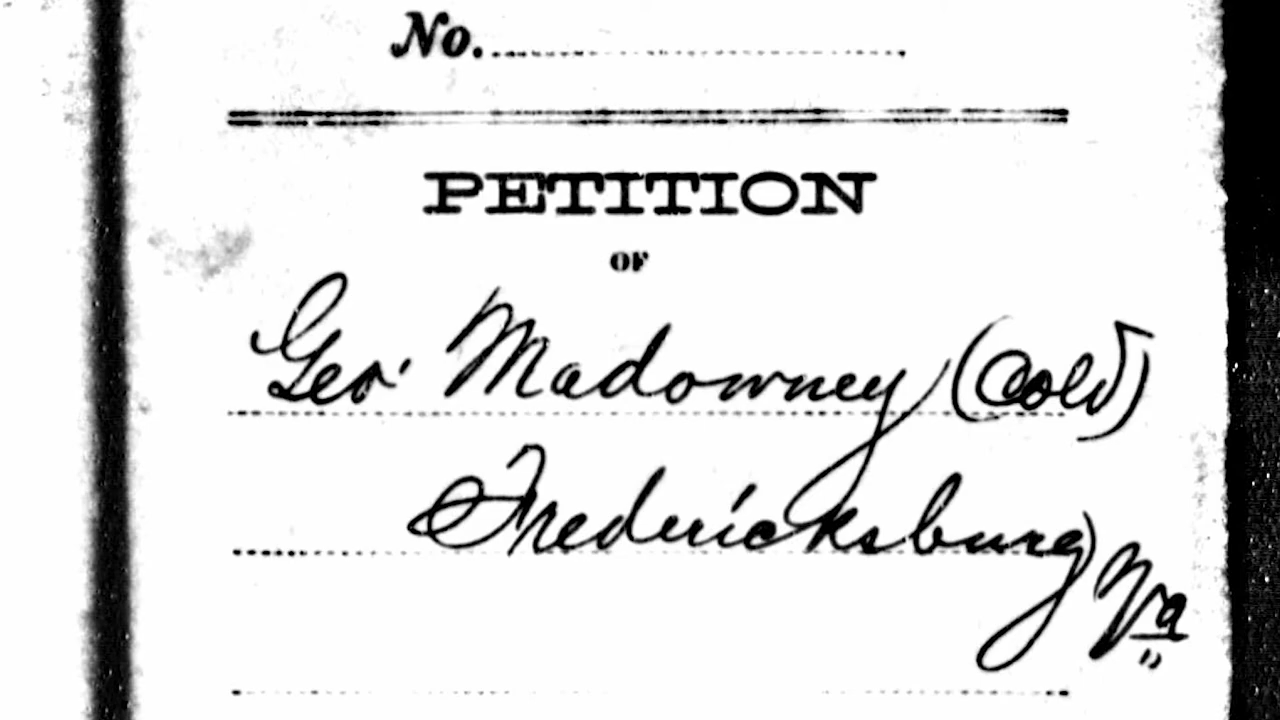 No.
PETITION
OF
Geo. Madowney (Cold)
Fredericksburg
Va